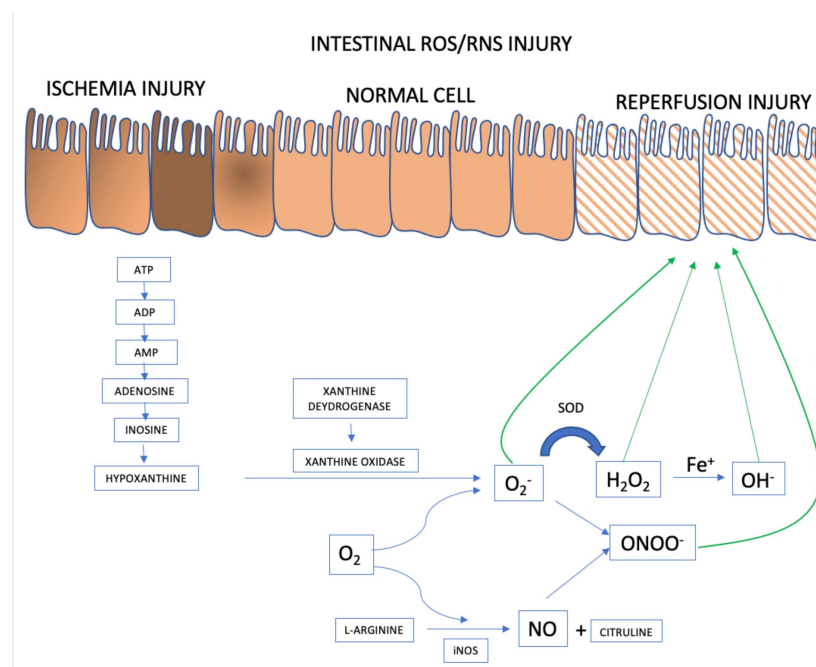 INTESTINAL ROS/RNS INJURY
ISCHEMIA INJURY
NORMAL CELL
REPERFUSION INJURY
ATP
ADP
AMP
ADENOSINE
INOSINE
HYPOXANTHINE
XANTHINE
DEYDROGENASE
XANTHINE OXIDASE
SOD
O₂⁻
H₂O₂
Fe⁺
OH⁻
O₂
ONOO⁻
L-ARGININE
iNOS
NO
+
CITRULINE